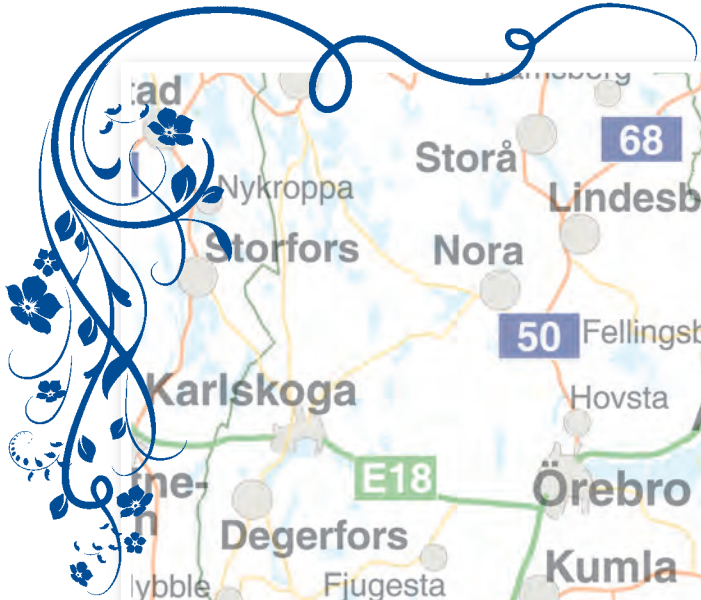 Storå
68
Nykroppa
Lindesb
Storfors
Nora
50
Fellingsb
Karlskoga
Hovsta
E18
Örebro
Degerfors
Kumla
Fjugesta